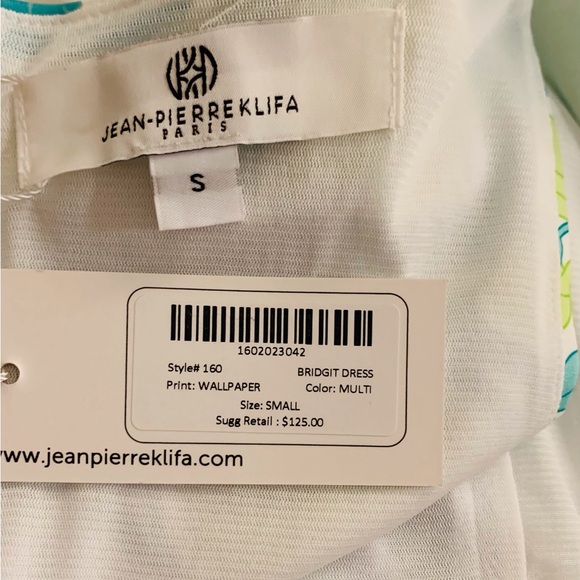 JEAN-PIERREKLIFA
PARIS
S
1602023042
Style# 160 BRIDGIT DRESS
Print: WALLPAPER Color: MULTI
Size: SMALL
Sugg Retail : $125.00
www.jeanpierreklifa.com